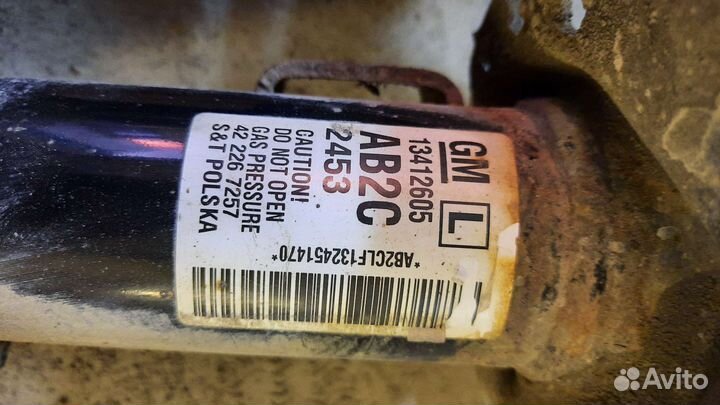 GM
L
13412605
AB2C
2453
CAUTION!
DO NOT OPEN
GAS PRESSURE
42 226 7257
S&T POLSKA
*AB2CLF132451470*
Avito